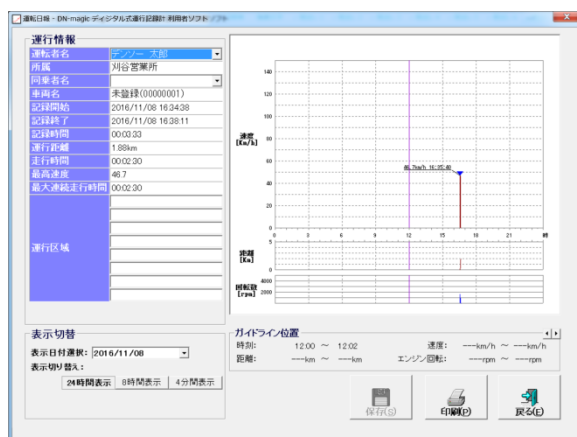 運転日報 - DN-magic ディジタル式運行記録計 利用者ソフト
運行情報
運転者名 デンソー 太郎
所属 刈谷営業所
同乗者名
車両名 未登録(00000001)
記録開始 2016/11/08 16:34:38
記録終了 2016/11/08 16:38:11
記録時間 00:03:33
運行距離 1.88km
走行時間 00:02:30
最高速度 46.7
最大連続走行時間 00:02:30
運行区域
速度
[Km/h]
140
120
100
80
60
40
20
0
46.7km/h 16:35:48
0 3 6 9 12 15 18 21 時
距離
[Km]
5
0
回転数
[rpm]
4000
2000
表示切替
表示日付選択: 2016/11/08
表示切り替え:
24時間表示 8時間表示 4分間表示
ガイドライン位置
時刻: 12:00 ～ 12:02 速度: ---km/h ～ ---km/h
距離: ---km ～ ---km エンジン回転: ---rpm ～ ---rpm
保存(S) 印刷(P) 戻る(E)